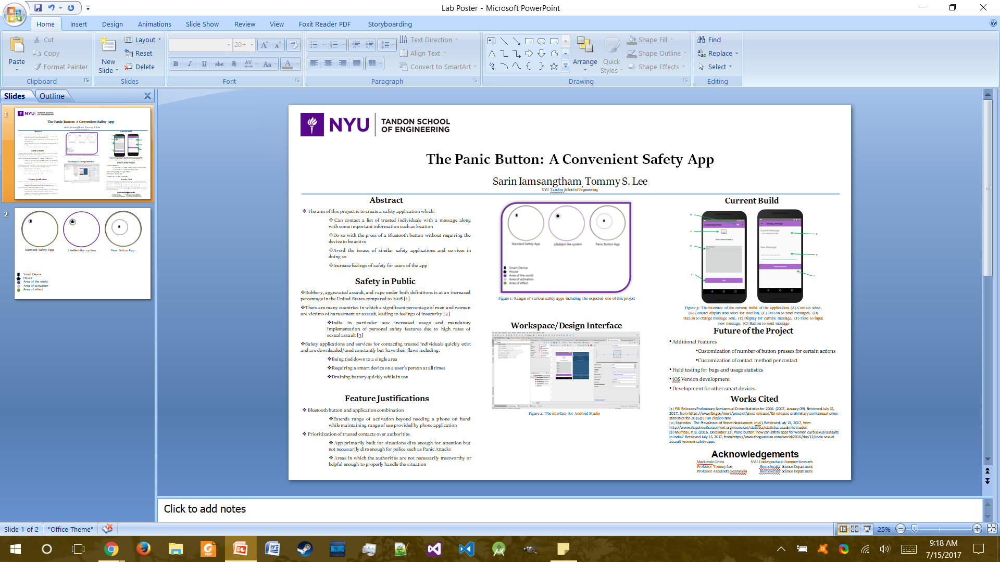 Lab Poster - Microsoft PowerPoint
Home Insert Design Animations Slide Show Review View Foxit Reader PDF Storyboarding
Paste
Cut
Copy
Format Painter
Clipboard
New Slide
Layout
Reset
Delete
Slides
20+
B I U abc S AV Aa A
Font
Text Direction
Align Text
Convert to SmartArt
Paragraph
Arrange
Quick Styles
Shape Fill
Shape Outline
Shape Effects
Drawing
Find
Replace
Select
Editing
Slides Outline
1
2
Standard Safety App LifeAlert-like system Panic Button App
Smart Device
House
Area of the world
Area of activation
Area of effect
NYU TANDON SCHOOL
OF ENGINEERING
The Panic Button: A Convenient Safety App
Sarin Iamsangtham, Tommy S. Lee
NYU Tandon School of Engineering
Abstract
❖ The aim of this project is to create a safety application which:
❖ Can contact a list of trusted individuals with a message along
with some important information such as location
❖Do so with the press of a Bluetooth button without requiring the
device to be active
❖Avoid the issues of similar safety applications and services in
doing so
❖Increase feelings of safety for users of the app
Safety in Public
❖Robbery, aggravated assault, and rape under both definitions is at an increased
percentage in the United States compared to 2016 [1]
❖There are many countries in which a significant percentage of men and women
are victims of harassment or assault, leading to feelings of insecurity [2]
❖India in particular saw increased usage and mandatory
implementation of personal safety features due to high rates of
sexual assault [3]
❖Safety applications and services for contacting trusted individuals quickly exist
and are downloaded/used constantly but have their flaws including:
❖Being tied down to a single area
❖Requiring a smart device on a user's person at all times
❖Draining battery quickly while in use
Feature Justifications
❖ Bluetooth button and application combination
❖Extends range of activation beyond needing a phone on hand
while maintaining range of use provided by phone application
❖ Prioritization of trusted contacts over authorities
❖ App primarily built for situations dire enough for attention but
not necessarily dire enough for police such as Panic Attacks
❖ Areas in which the authorities are not necessarily trustworthy or
helpful enough to properly handle the situation
Standard Safety App LifeAlert-like system Panic Button App
Smart Device
House
Area of the world
Area of activation
Area of effect
Figure 1: Ranges of various safety apps including the expected one of this project
Workspace/Design Interface
Figure 2: The interface for Android Studio
Current Build
Change_message
Current Message
New Message
Figure 3: The interface of the current build of the application. (A) Contact select,
(B) Contact display and select for deletion, (C) Button to send messages, (D)
Button to change message sent, (E) Display for current message, (F) Field to input
new message, (G) Button to send message
Future of the Project
• Additional Features
•Customization of number of button presses for certain actions
•Customization of contact method per contact
• Field testing for bugs and usage statistics
• iOS Version development
• Development for other smart devices
Works Cited
[1] FBI Releases Preliminary Semiannual Crime Statistics for 2016. (2017, January 09). Retrieved July 15,
2017, from https://www.fbi.gov/news/pressrel/press-releases/fbi-releases-preliminary-semiannual-crime-
statistics-for-2016[2] Full citation here
[2] Statistics - The Prevalence of Street Harassment. (n.d.). Retrieved July 15, 2017, from
http://www.stopstreetharassment.org/resources/statistics/statistics-academic-studies
[3] Mumbai, P. B. (2016, December 12). Panic button: how can safety apps for women curb sexual assaults
in India? Retrieved July 15, 2017, from https://www.theguardian.com/world/2016/dec/12/india-sexual-
assault-women-safety-apps
Acknowledgements
Mackensie Gross NYU Undergraduate Summer Research
Professor Tommy Lee Biomolecular Science Department
Professor Alexandra Sedenstein Biomolecular Science Department
Click to add notes
Slide 1 of 2 "Office Theme" 25%
9:18 AM
7/15/2017